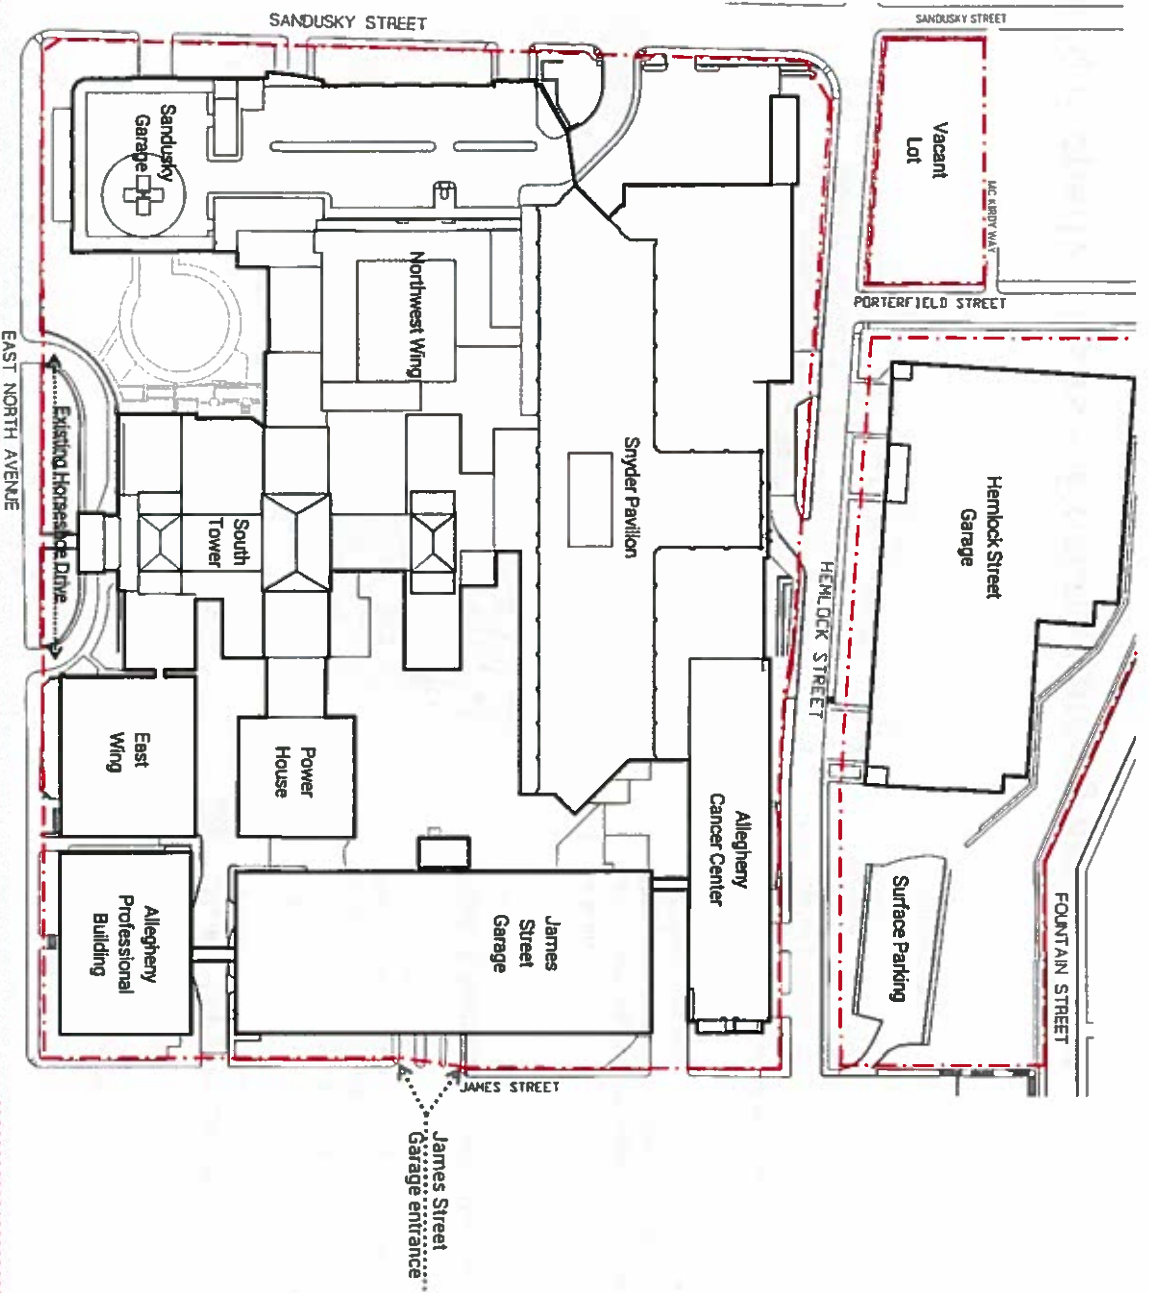 SANDUSKY STREET
SANDUSKY STREET
Vacant
Lot
MC KIRDY WAY
PORTERFIELD STREET
Sandusky
Garage
Northwest Wing
EAST NORTH AVENUE
Existing Horseshoe Drive
South
Tower
Snyder Pavilion
Hemlock Street
Garage
HEMLOCK STREET
East
Wing
Power
House
Allegheny
Cancer Center
Surface Parking
FOUNTAIN STREET
Allegheny
Professional
Building
James
Street
Garage
JAMES STREET
James Street
Garage entrance